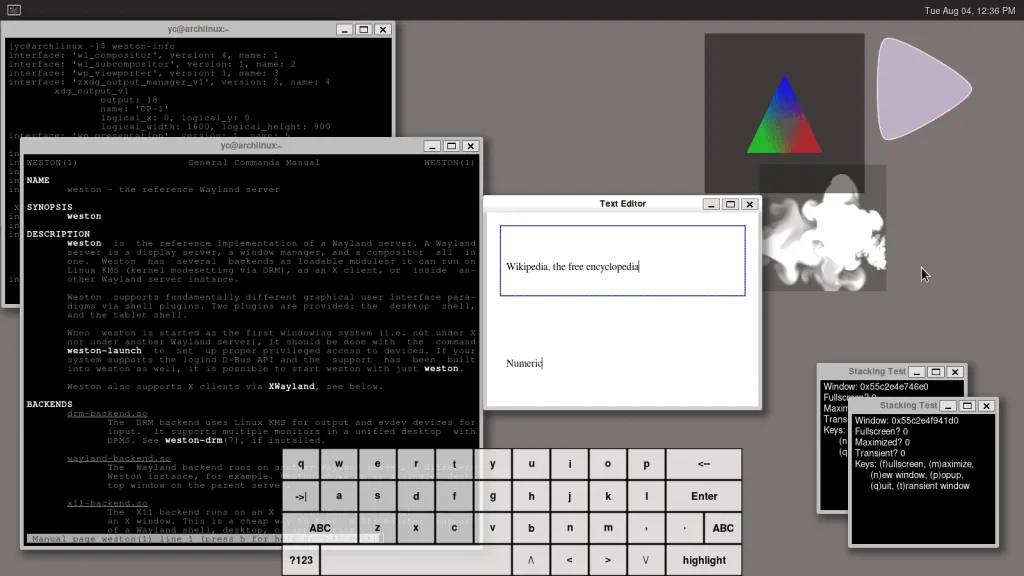 Tue Aug 04, 12:36 PM
yc@archlinux:~
[yc@archlinux ~]$ weston-info
interface: 'wl_compositor', version: 4, name: 1
interface: 'wl_subcompositor', version: 1, name: 2
interface: 'wp_viewporter', version: 1, name: 3
interface: 'zxdg_output_manager_v1', version: 2, name: 4
xdg_output_v1
output: 18
name: 'DP-1'
logical_x: 0, logical_y: 0
logical_width: 1600, logical_height: 900
interface: 'wp_presentation', version: 1, name: 5
yc@archlinux:~
WESTON(1) General Commands Manual WESTON(1)
NAME
weston - the reference Wayland server
SYNOPSIS
weston
DESCRIPTION
weston is the reference implementation of a Wayland server. A Wayland
server is a display server, a window manager, and a compositor all in
one. Weston has several backends as loadable modules: it can run on
Linux KMS (kernel modesetting via DRM), as an X client, or inside an-
other Wayland server instance.
Weston supports fundamentally different graphical user interface para-
digms via shell plugins. Two plugins are provided: the desktop shell,
and the tablet shell.
When weston is started as the first windowing system (i.e. not under X
nor under another Wayland server), it should be done with the command
weston-launch to set up proper privileged access to devices. If your
system supports the logind D-Bus API and the support has been built
into weston as well, it is possible to start weston with just weston.
Weston also supports X clients via XWayland, see below.
BACKENDS
drm-backend.so
The DRM backend uses Linux KMS for output and evdev devices for
input. It supports multiple monitors in a unified desktop with
DPMS. See weston-drm(7), if installed.
wayland-backend.so
The Wayland backend runs on another Wayland server, a different
Weston instance, for example. Weston
top window on the parent server
x11-backend.so
The X11 backend runs on an X
an X window. This is a cheap way to test multi-monitor support
of a Wayland shell, desktop, or
Manual page weston(1) line 1 (press h for help
Text Editor
Wikipedia, the free encyclopedia
Numeric
Stacking Test
Window: 0x55c2e4e746e0
Fullscreen? 0
Maxim
Trans
Keys:
(n
(q
Stacking Test
Window: 0x55c2e4f941d0
Fullscreen? 0
Maximized? 0
Transient? 0
Keys: (f)ullscreen, (m)aximize,
(n)ew window, (p)opup,
(q)uit, (t)ransient window
q w e r t y u i o p <--
->| a s d f g h j k l Enter
ABC z x c v b n m , . ABC
?123 /\ < > \/ highlight